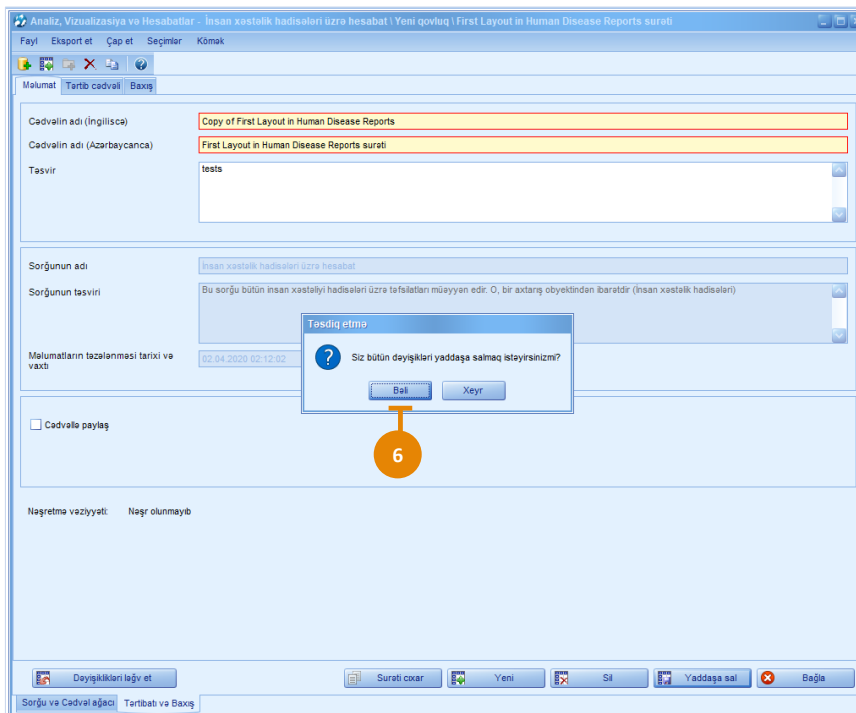 Analiz, Vizualizasiya və Hesabatlar - İnsan xəstəlik hadisələri üzrə hesabat \ Yeni qovluq \ First Layout in Human Disease Reports surəti
Fayl Eksport et Çap et Seçimlər Kömək
Məlumat Tərtib cədvəli Baxış
Cədvəlin adı (İngiliscə) Copy of First Layout in Human Disease Reports
Cədvəlin adı (Azərbaycanca) First Layout in Human Disease Reports surəti
Təsvir tests
Sorğunun adı İnsan xəstəlik hadisələri üzrə hesabat
Sorğunun təsviri Bu sorğu bütün insan xəstəliyi hadisələri üzrə təfsilatları müəyyən edir. O, bir axtarış obyektindən ibarətdir (İnsan xəstəlik hadisələri)
Təsdiq etmə
Siz bütün dəyişikləri yaddaşa salmaq istəyirsinizmi?
Məlumatların təzələnməsi tarixi və vaxtı 02.04.2020 02:12:02
Bəli Xeyr
6
Cədvəllə paylaş
Nəşretmə vəziyyəti: Nəşr olunmayıb
Dəyişiklikləri ləğv et Surəti cıxar Yeni Sil Yaddaşa sal Bağla
Sorğu və Cədvəl ağacı Tərtibatı və Baxış